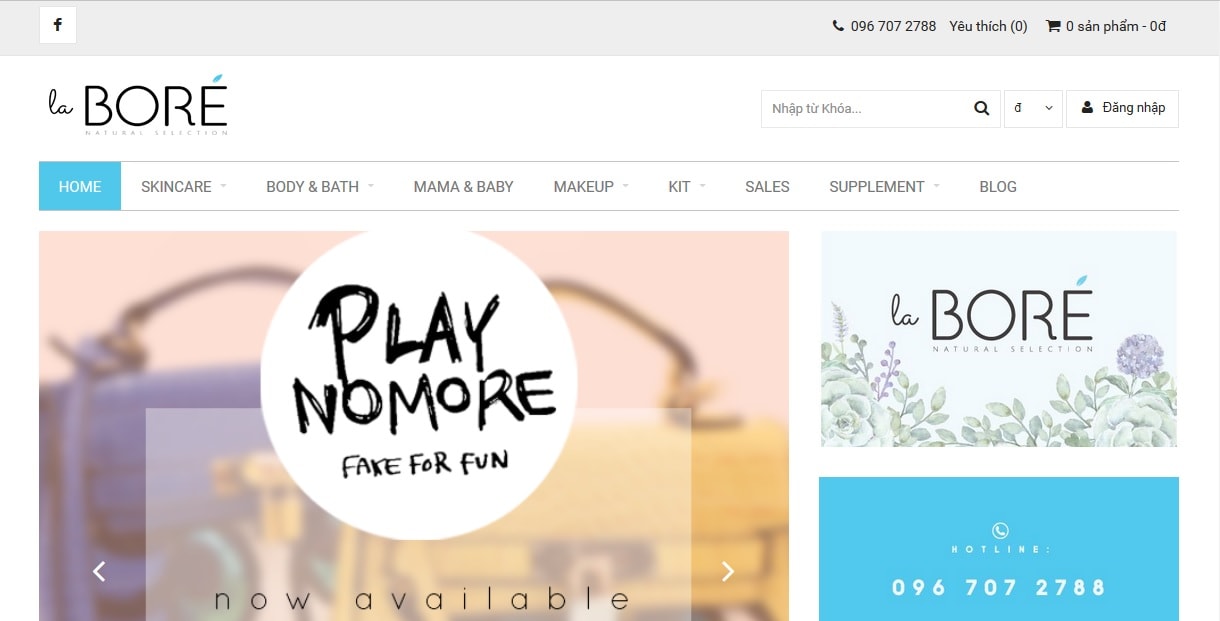 f
096 707 2788 Yêu thích (0) 0 sản phẩm - 0đ
la BORÉ
NATURAL SELECTION
Nhập từ Khóa... đ Đăng nhập
HOME SKINCARE BODY & BATH MAMA & BABY MAKEUP KIT SALES SUPPLEMENT BLOG
PLAY
NOMORE
FAKE FOR FUN
now available
la BORÉ
NATURAL SELECTION
HOTLINE:
096 707 2788